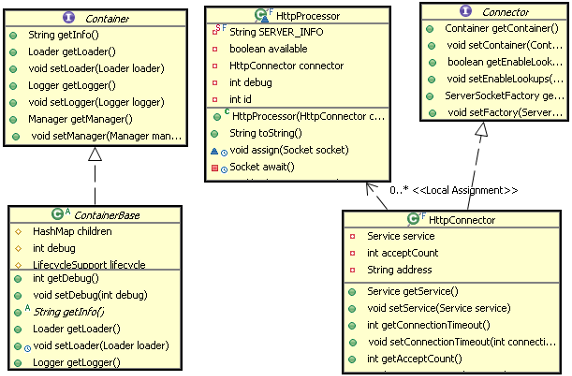 Container
String getInfo()
Loader getLoader()
void setLoader(Loader loader)
Logger getLogger()
void setLogger(Logger logger)
Manager getManager()
void setManager(Manager man...
HttpProcessor
String SERVER_INFO
boolean available
HttpConnector connector
int debug
int id
HttpProcessor(HttpConnector c...
String toString()
void assign(Socket socket)
Socket await()
Connector
Container getContainer()
void setContainer(Cont...
boolean getEnableLook...
void setEnableLookups(...
ServerSocketFactory ge...
void setFactory(Server...
0..* <<Local Assignment>>
ContainerBase
HashMap children
int debug
LifecycleSupport lifecycle
int getDebug()
void setDebug(int debug)
String getInfo()
Loader getLoader()
void setLoader(Loader loader)
Logger getLogger()
HttpConnector
Service service
int acceptCount
String address
Service getService()
void setService(Service service)
int getConnectionTimeout()
void setConnectionTimeout(int connecti...
int getAcceptCount()